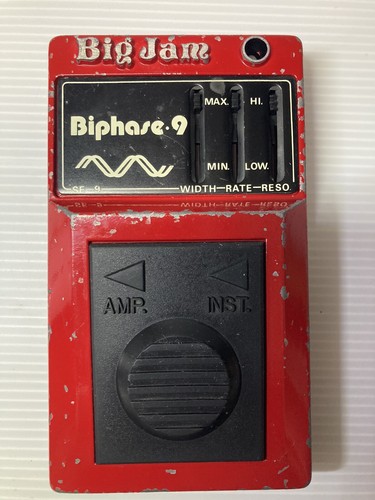 Big Jam
MAX. HI.
Biphase·9
MIN. LOW.
SE-9 WIDTH—RATE—RESO.
AMP. INST.